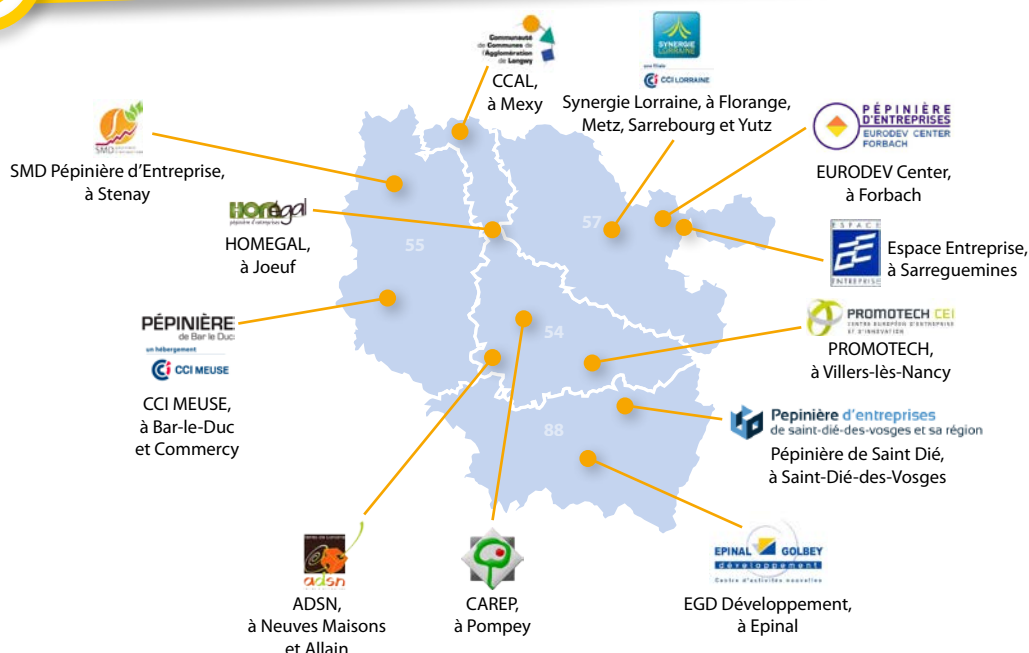 Communauté
de Communes de
l'Agglomération
de Longwy
CCAL,
à Mexy
SYNERGIE
LORRAINE
une filiale
CCI LORRAINE
Synergie Lorraine, à Florange,
Metz, Sarrebourg et Yutz
PÉPINIÈRE
D'ENTREPRISES
EURODEV CENTER
FORBACH
EURODEV Center,
à Forbach
SMD
SMD Pépinière d'Entreprise,
à Stenay
HOMégal
pépinière d'entreprises
HOMEGAL,
à Joeuf
55
57
54
88
ESPACE
ENTREPRISE
Espace Entreprise,
à Sarreguemines
PÉPINIÈRE
de Bar le Duc
un hébergement
CCI MEUSE
CCI MEUSE,
à Bar-le-Duc
et Commercy
PROMOTECH CEI
CENTRE EUROPÉEN D'ENTREPRISE
ET D'INNOVATION
PROMOTECH,
à Villers-lès-Nancy
Pepinière d'entreprises
de saint-dié-des-vosges et sa région
Pépinière de Saint Dié,
à Saint-Dié-des-Vosges
adsn
ADSN,
à Neuves Maisons
et Allain
CAREP,
à Pompey
EPINAL GOLBEY
développement
Centre d'activités nouvelles
EGD Développement,
à Epinal